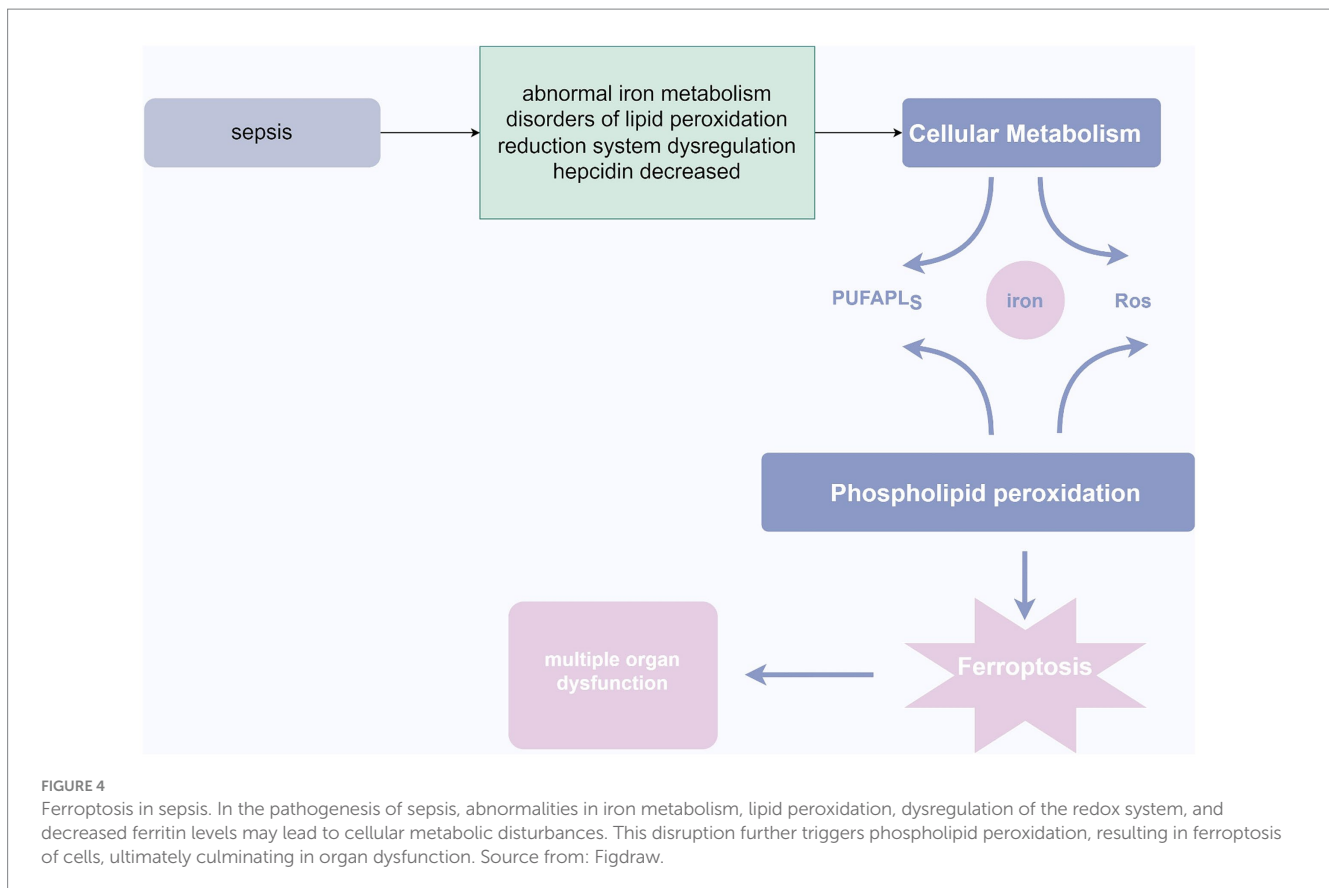 sepsis
abnormal iron metabolism
disorders of lipid peroxidation
reduction system dysregulation
hepcidin decreased
Cellular Metabolism
PUFAPLS
iron
Ros
Phospholipid peroxidation
Ferroptosis
multiple organ
dysfunction
FIGURE 4
Ferroptosis in sepsis. In the pathogenesis of sepsis, abnormalities in iron metabolism, lipid peroxidation, dysregulation of the redox system, and
decreased ferritin levels may lead to cellular metabolic disturbances. This disruption further triggers phospholipid peroxidation, resulting in ferroptosis
of cells, ultimately culminating in organ dysfunction. Source from: Figdraw.